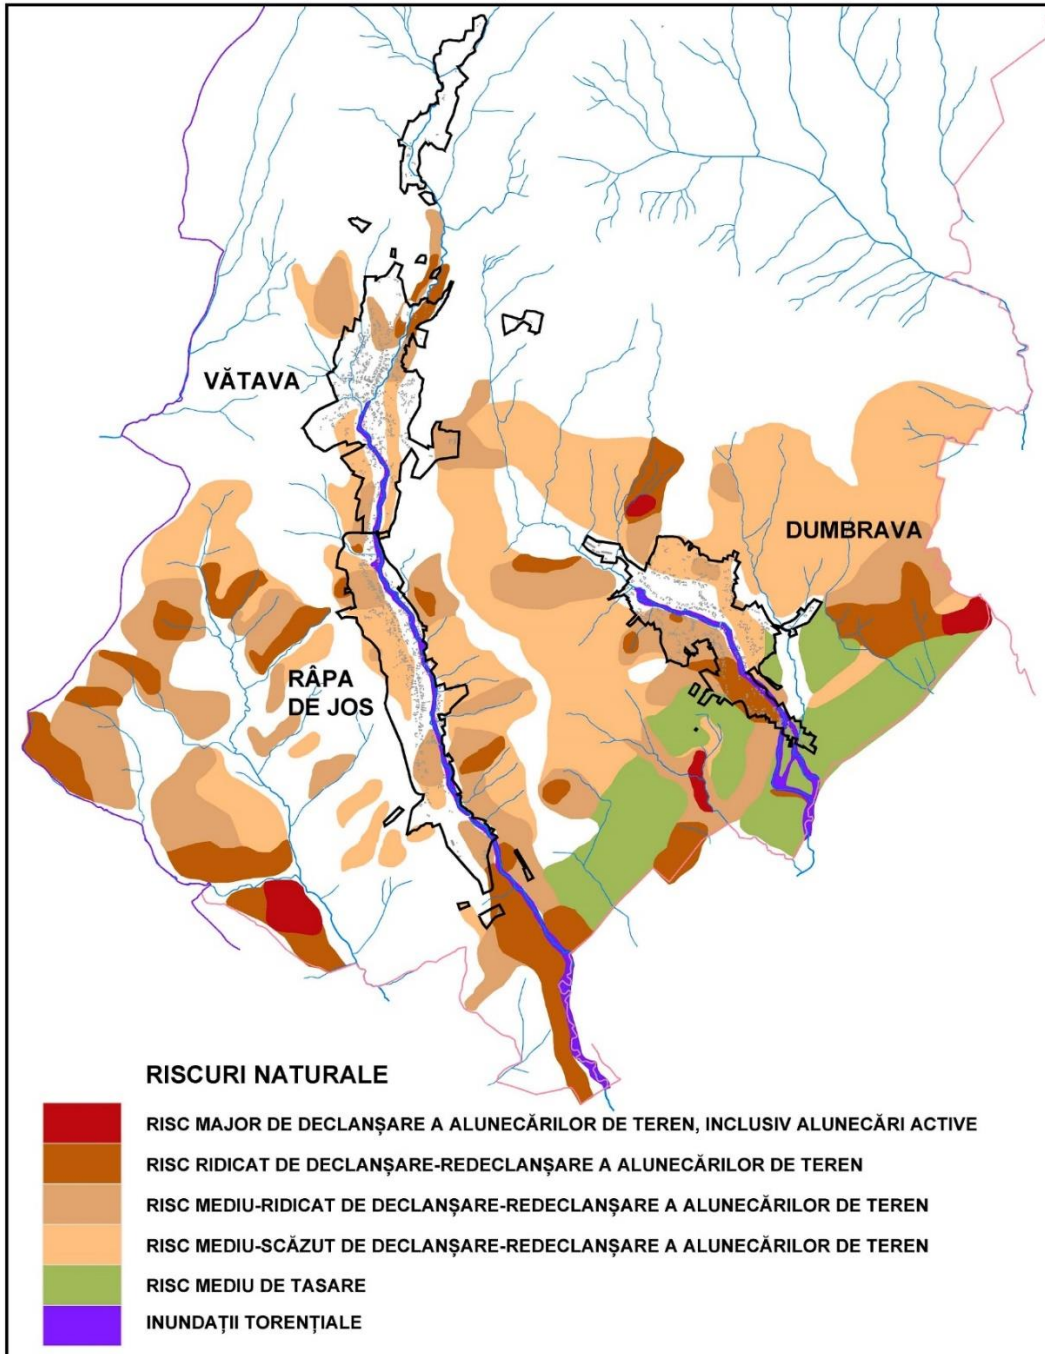 VĂTAVA
DUMBRAVA
RÂPA
DE JOS
RISCURI NATURALE
RISC MAJOR DE DECLANȘARE A ALUNECĂRILOR DE TEREN, INCLUSIV ALUNECĂRI ACTIVE
RISC RIDICAT DE DECLANȘARE-REDECLANȘARE A ALUNECĂRILOR DE TEREN
RISC MEDIU-RIDICAT DE DECLANȘARE-REDECLANȘARE A ALUNECĂRILOR DE TEREN
RISC MEDIU-SCĂZUT DE DECLANȘARE-REDECLANȘARE A ALUNECĂRILOR DE TEREN
RISC MEDIU DE TASARE
INUNDAȚII TORENȚIALE